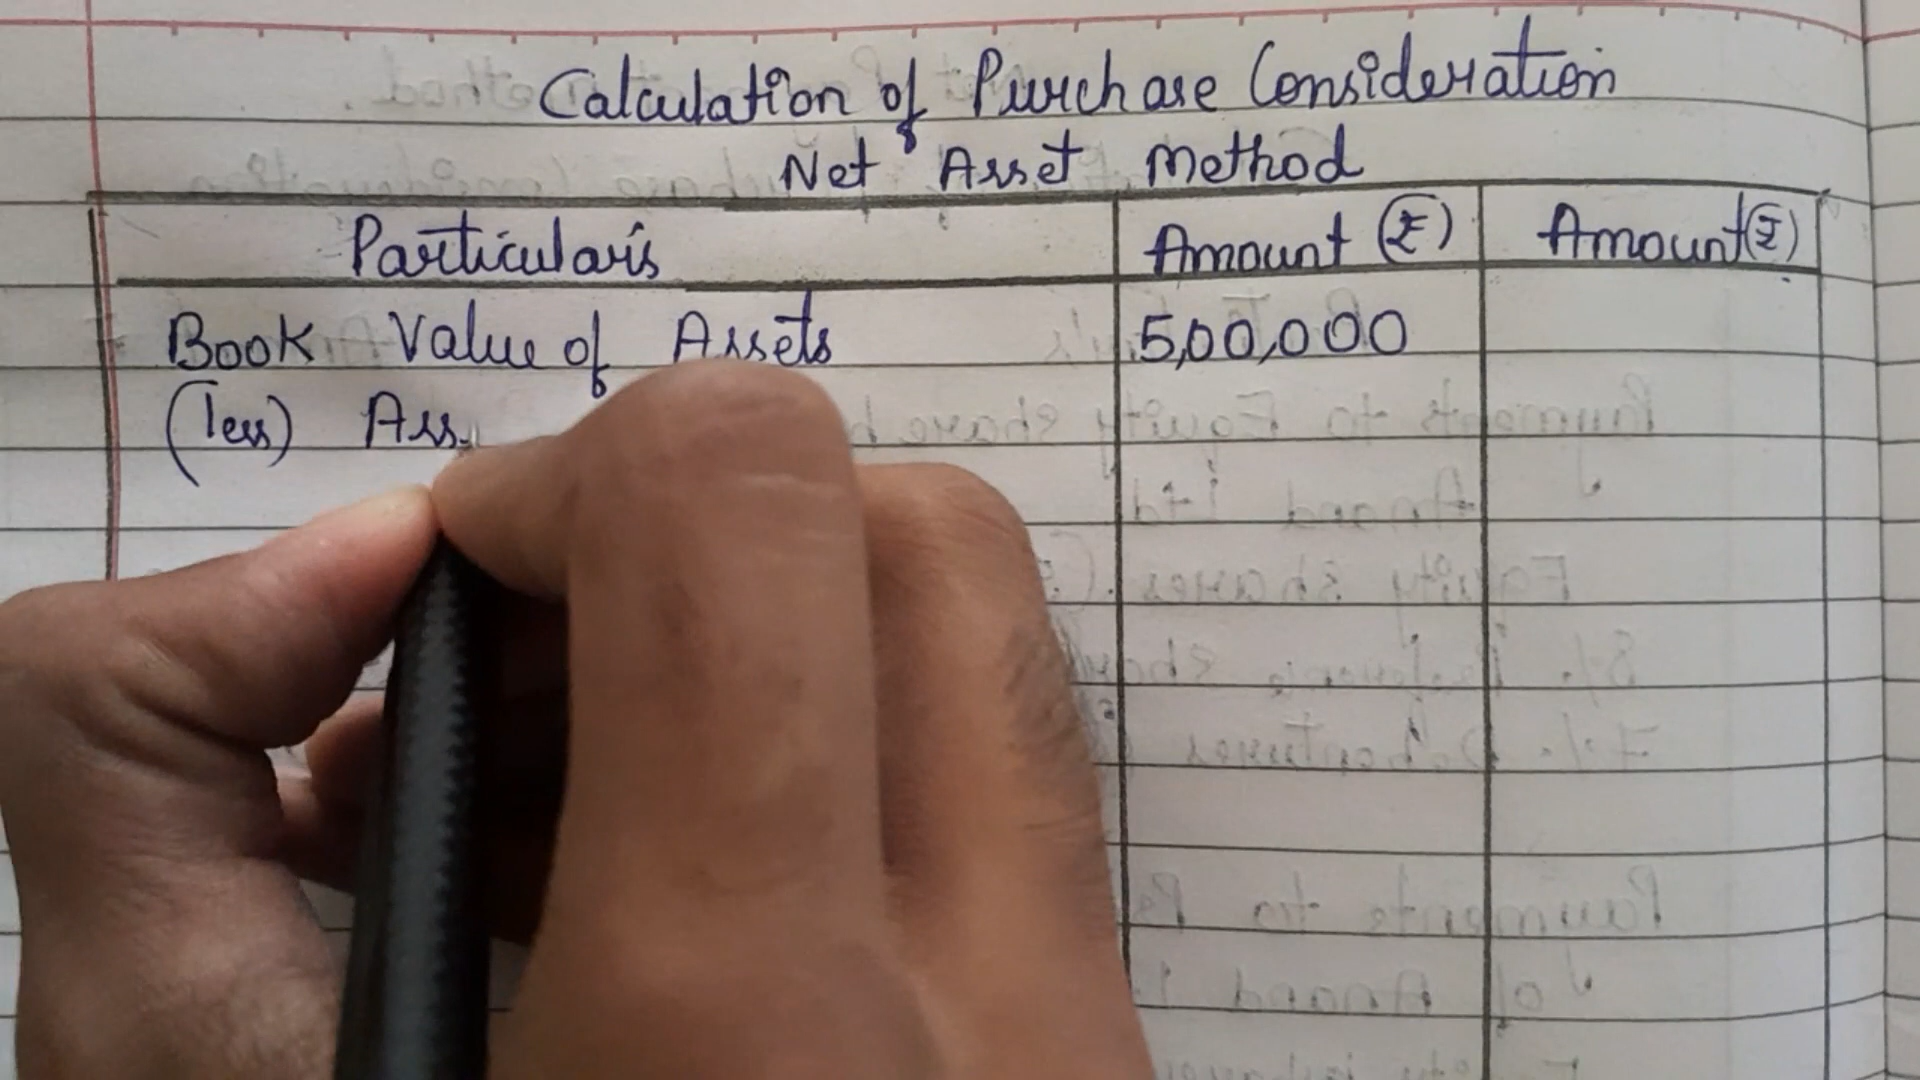 Calculation of Purchase Consideration
Net Asset Method
Particulars Amount (₹) Amount (₹)
Book Value of Assets 5,00,000
(less) Ass